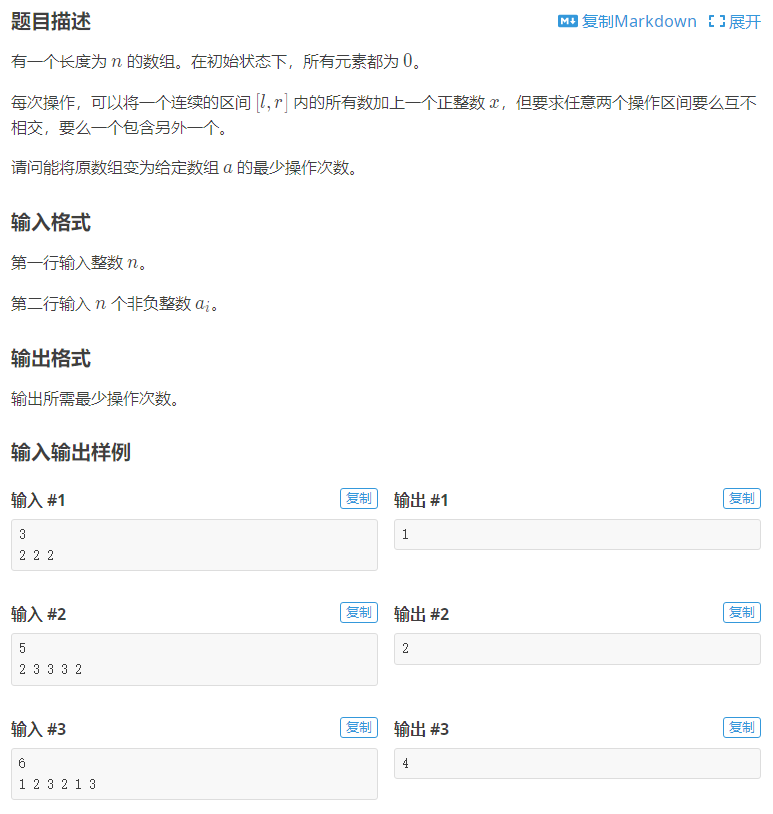 题目描述 复制Markdown 展开
有一个长度为 n 的数组。在初始状态下，所有元素都为 0。
每次操作，可以将一个连续的区间 [l, r] 内的所有数加上一个正整数 x，但要求任意两个操作区间要么互不
相交，要么一个包含另外一个。
请问能将原数组变为给定数组 a 的最少操作次数。
输入格式
第一行输入整数 n。
第二行输入 n 个非负整数 aᵢ。
输出格式
输出所需最少操作次数。
输入输出样例
输入 #1 复制 输出 #1 复制
3 1
2 2 2
输入 #2 复制 输出 #2 复制
5 2
2 3 3 3 2
输入 #3 复制 输出 #3 复制
6 4
1 2 3 2 1 3